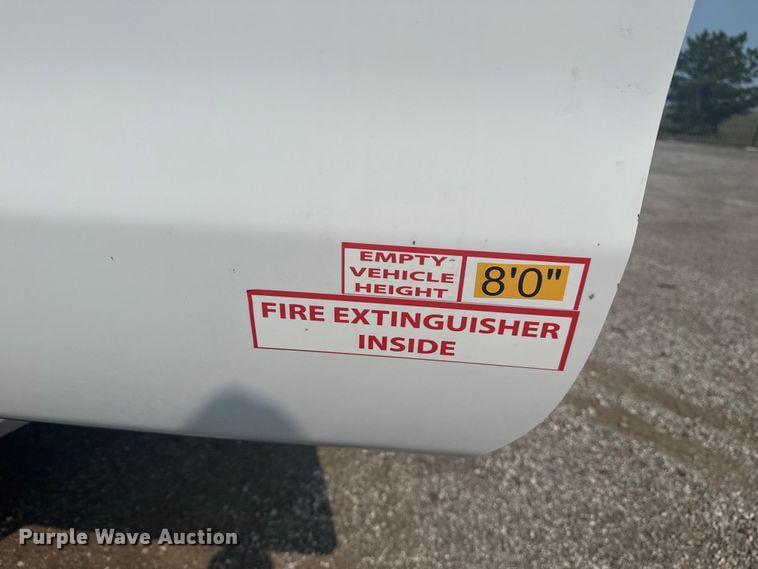 EMPTY
VEHICLE
HEIGHT
8'0"
FIRE EXTINGUISHER
INSIDE
Purple Wave Auction